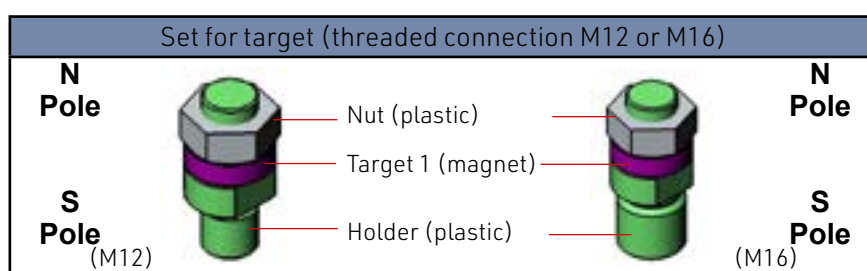 Set for target (threaded connection M12 or M16)
N
Pole
N
Pole
Nut (plastic)
Target 1 (magnet)
S
Pole
S
Pole
Holder (plastic)
(M12)
(M16)